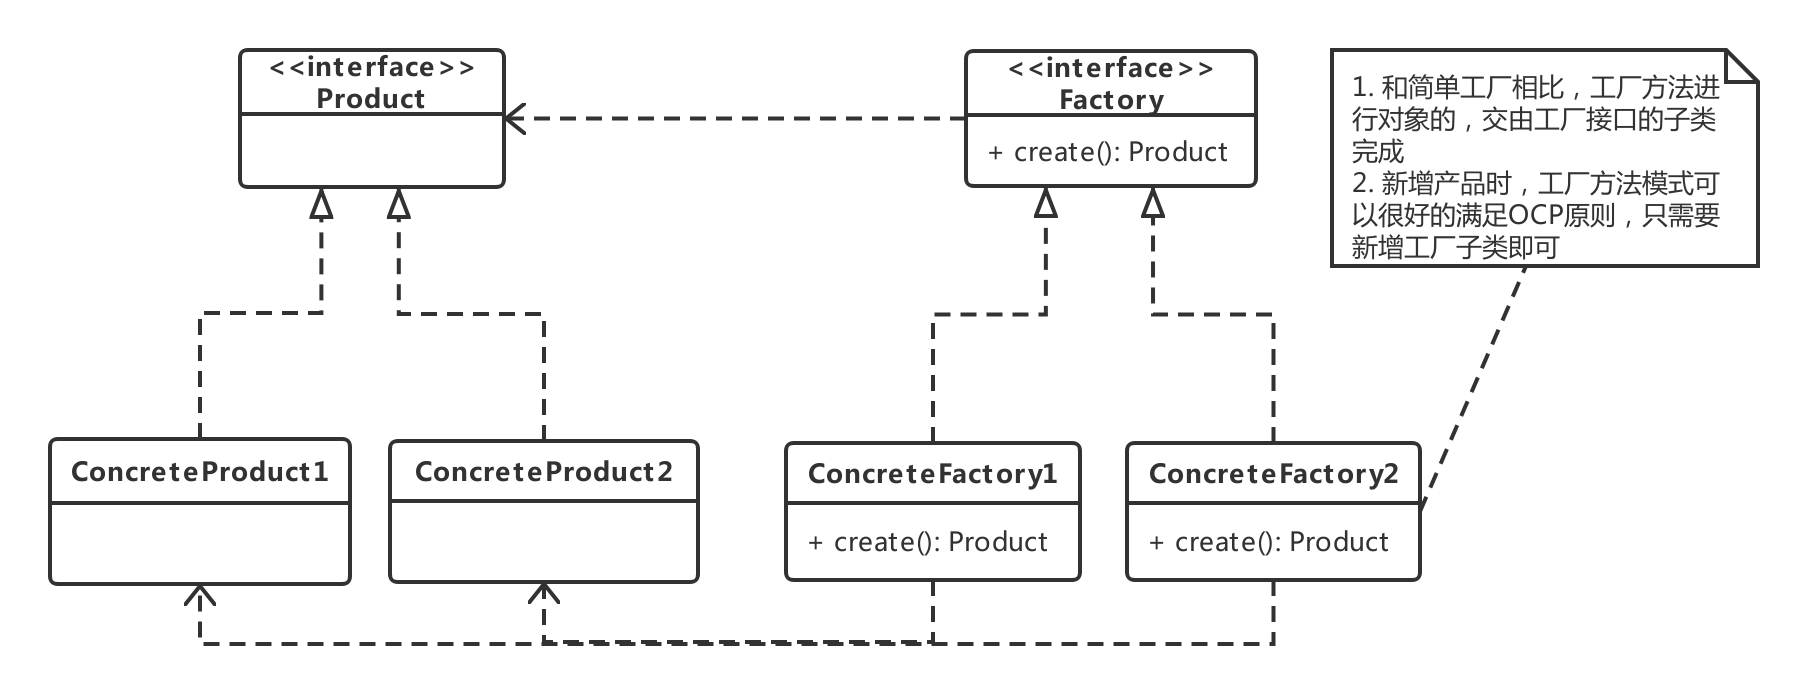 <<interface>>
Product
<<interface>>
Factory
+ create(): Product
1. 和简单工厂相比，工厂方法进
行对象的，交由工厂接口的子类
完成
2. 新增产品时，工厂方法模式可
以很好的满足OCP原则，只需要
新增工厂子类即可
ConcreteProduct1
ConcreteProduct2
ConcreteFactory1
+ create(): Product
ConcreteFactory2
+ create(): Product